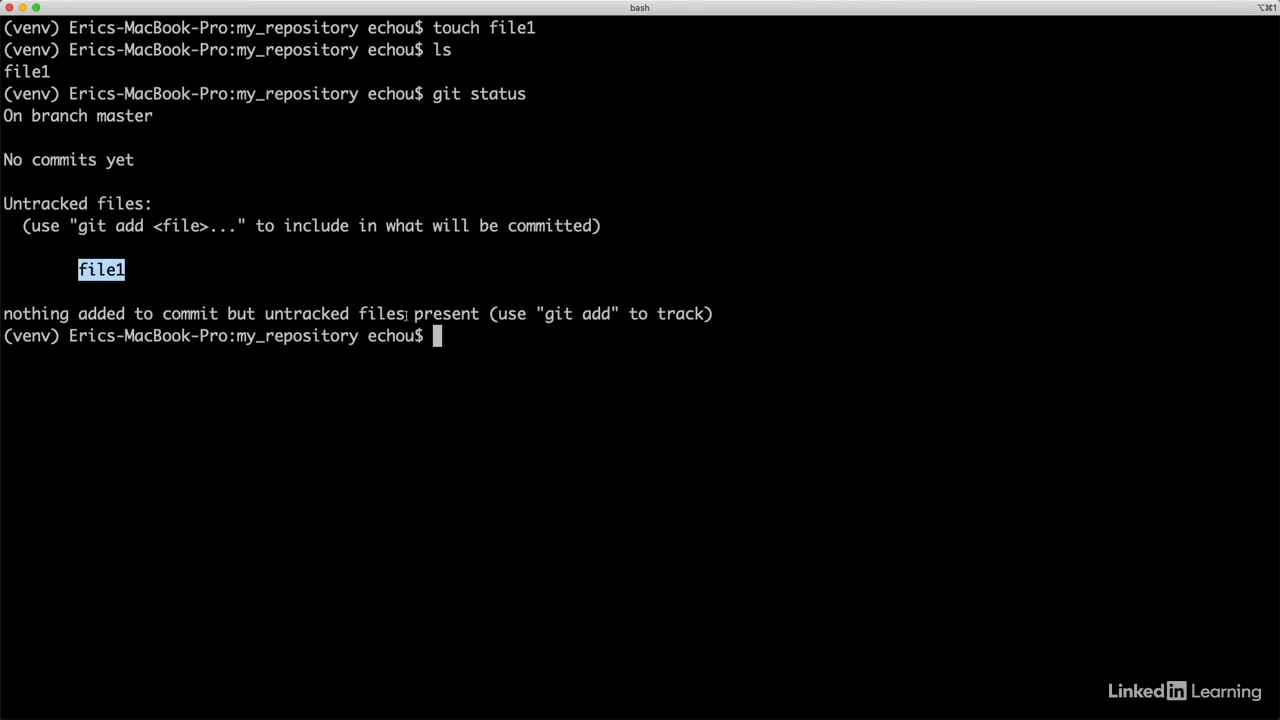 bash
⌥⌘1
(venv) Erics-MacBook-Pro:my_repository echou$ touch file1
(venv) Erics-MacBook-Pro:my_repository echou$ ls
file1
(venv) Erics-MacBook-Pro:my_repository echou$ git status
On branch master
No commits yet
Untracked files:
(use "git add <file>..." to include in what will be committed)
file1
nothing added to commit but untracked files present (use "git add" to track)
(venv) Erics-MacBook-Pro:my_repository echou$
LinkedIn Learning